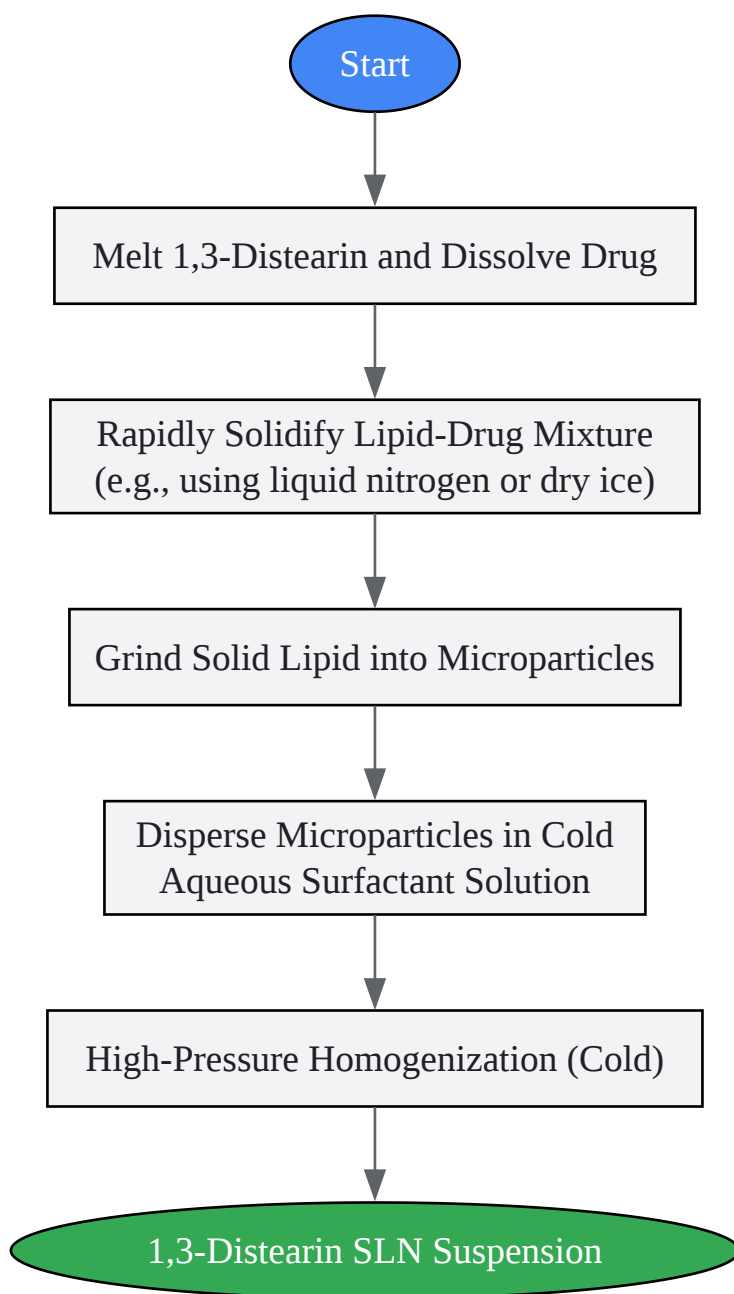 Start
Melt 1,3-Distearin and Dissolve Drug
Rapidly Solidify Lipid-Drug Mixture
(e.g., using liquid nitrogen or dry ice)
Grind Solid Lipid into Microparticles
Disperse Microparticles in Cold
Aqueous Surfactant Solution
High-Pressure Homogenization (Cold)
1,3-Distearin SLN Suspension